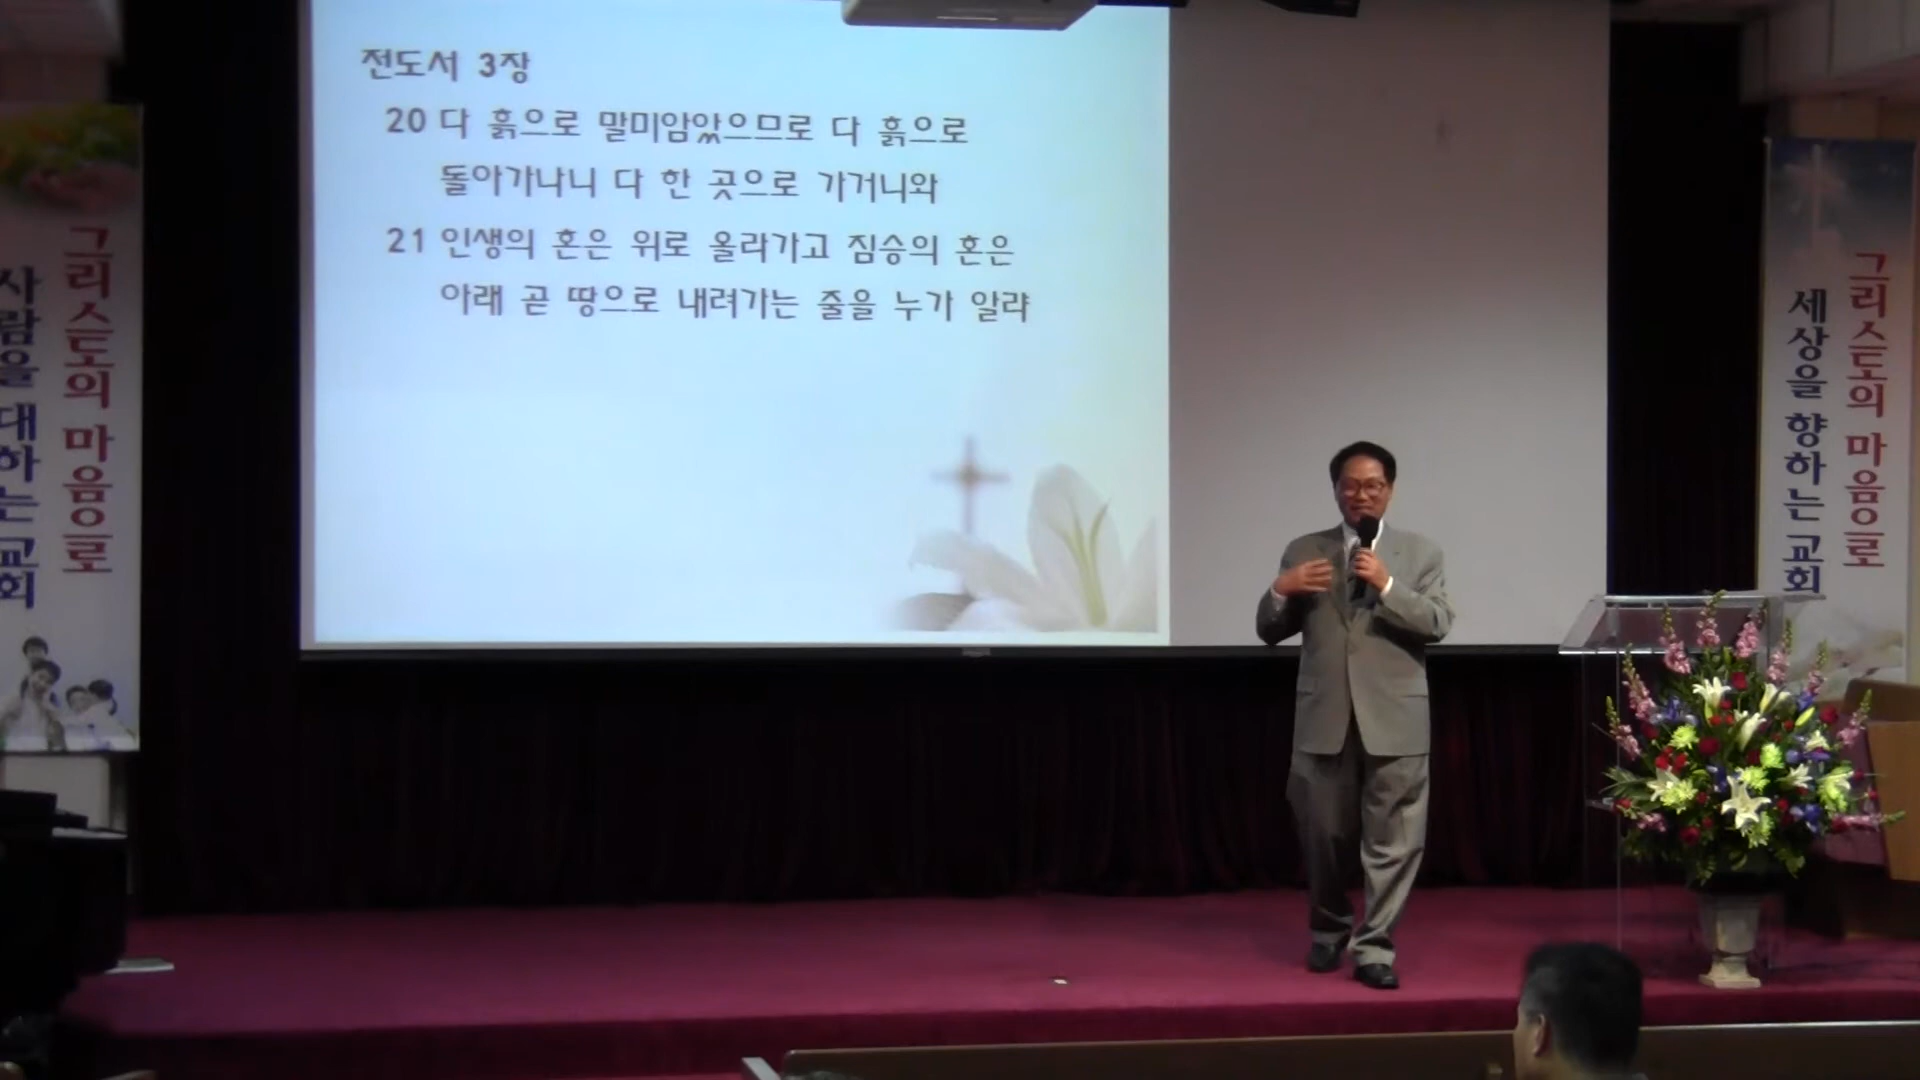 전도서 3장
20 다 흙으로 말미암았으므로 다 흙으로
돌아가나니 다 한 곳으로 가거니와
21 인생의 혼은 위로 올라가고 짐승의 혼은
아래 곧 땅으로 내려가는 줄을 누가 알랴
그리스도의 마음으로
사람을 대하는 교회
그리스도의 마음으로
세상을 향하는 교회